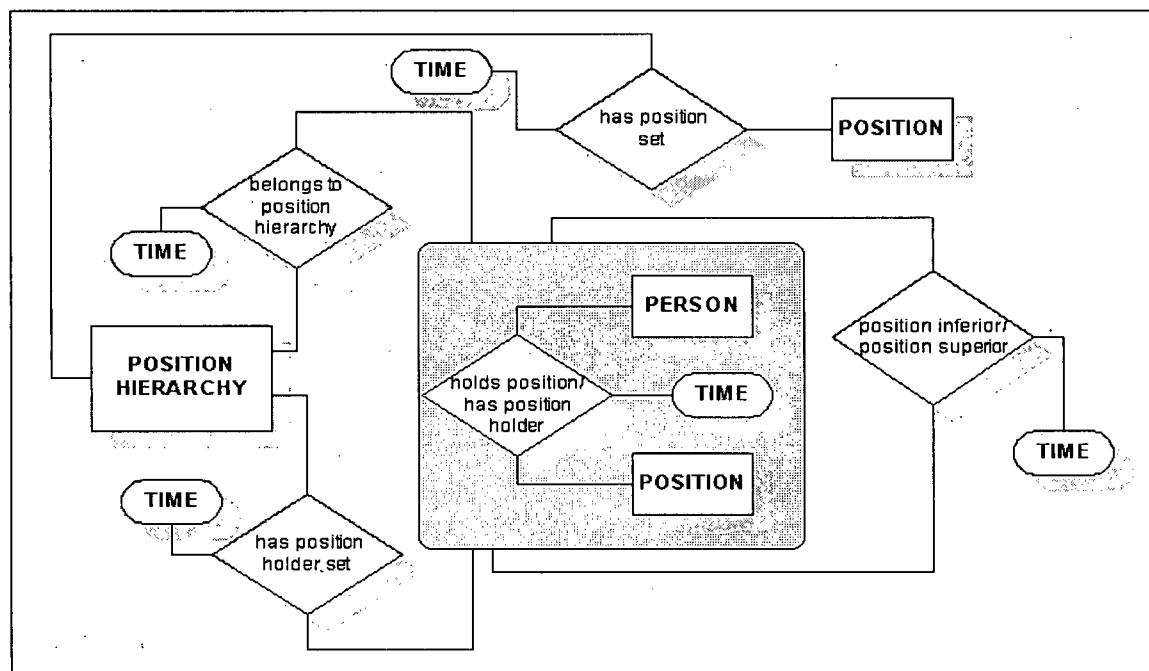 TIME
has position
set
POSITION
belongs to
position
hierarchy
TIME
PERSON
position inferior/
position superior
POSITION
HIERARCHY
holds position/
has position
holder
TIME
TIME
POSITION
TIME
has position
holder set